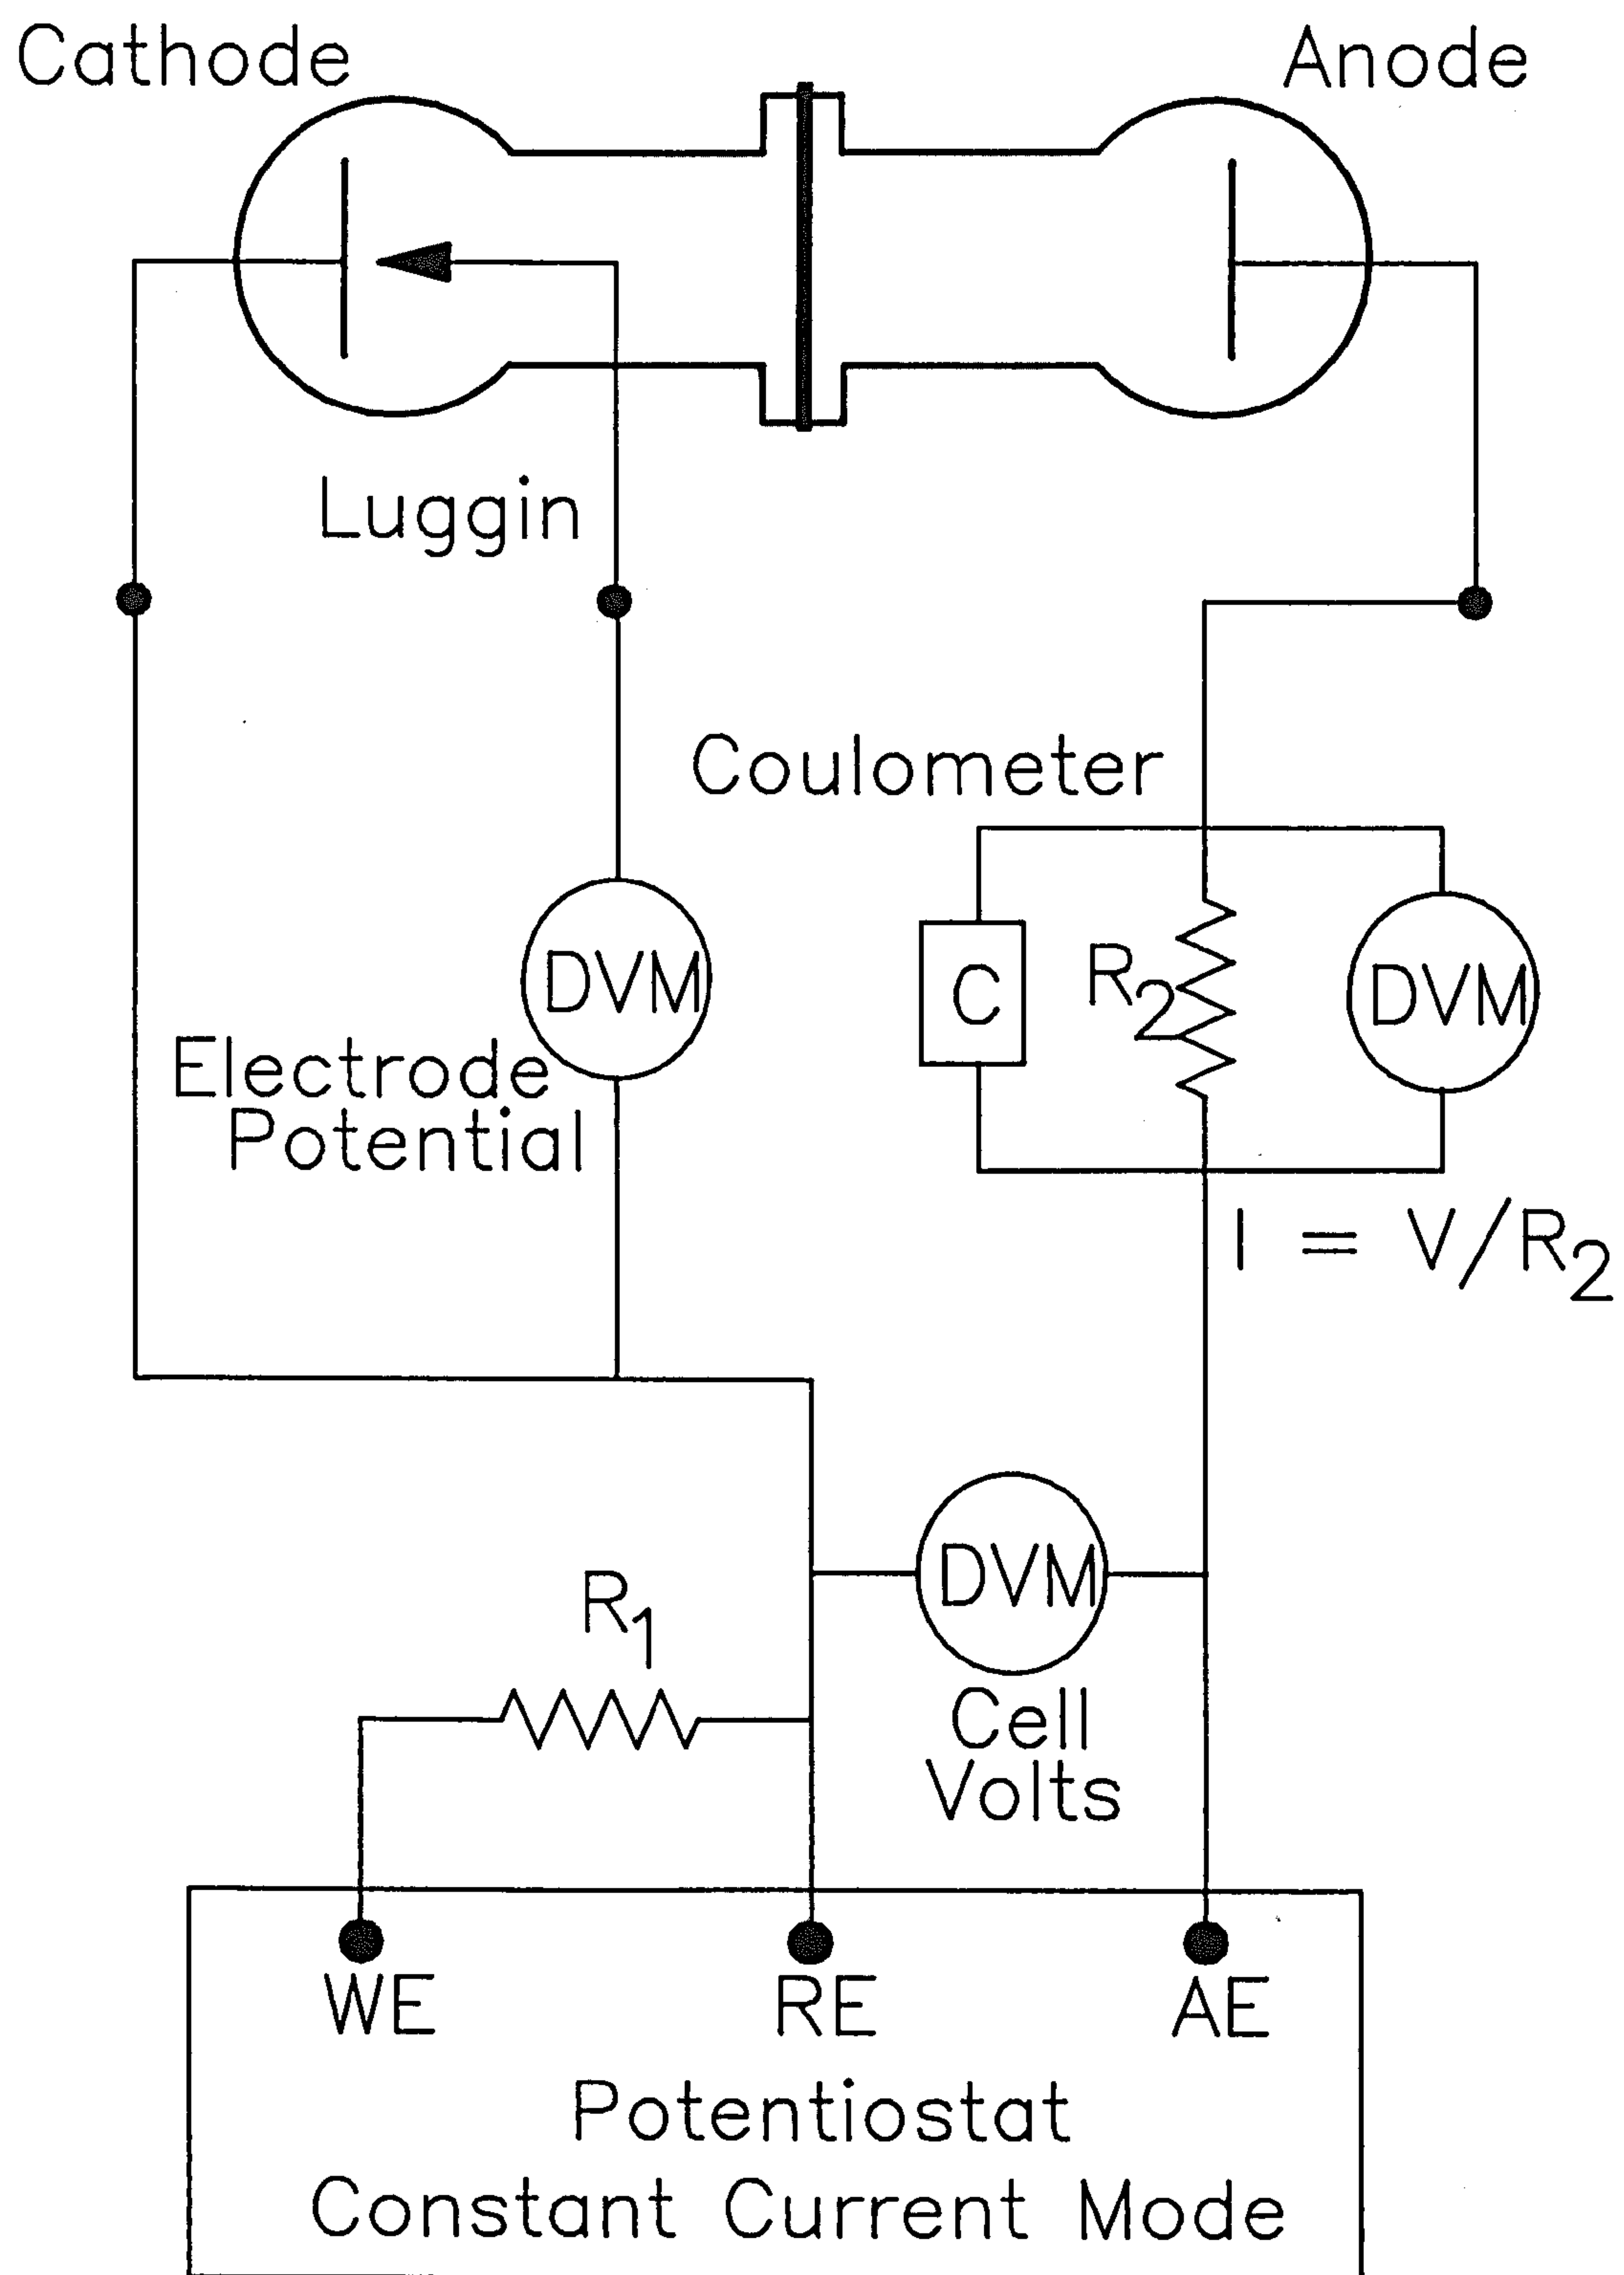 Cathode
Anode
Luggin
Coulometer
DVM
C
R2
DVM
Electrode
Potential
I = V/R2
DVM
R1
Cell
Volts
WE
RE
AE
Potentiostat
Constant Current Mode